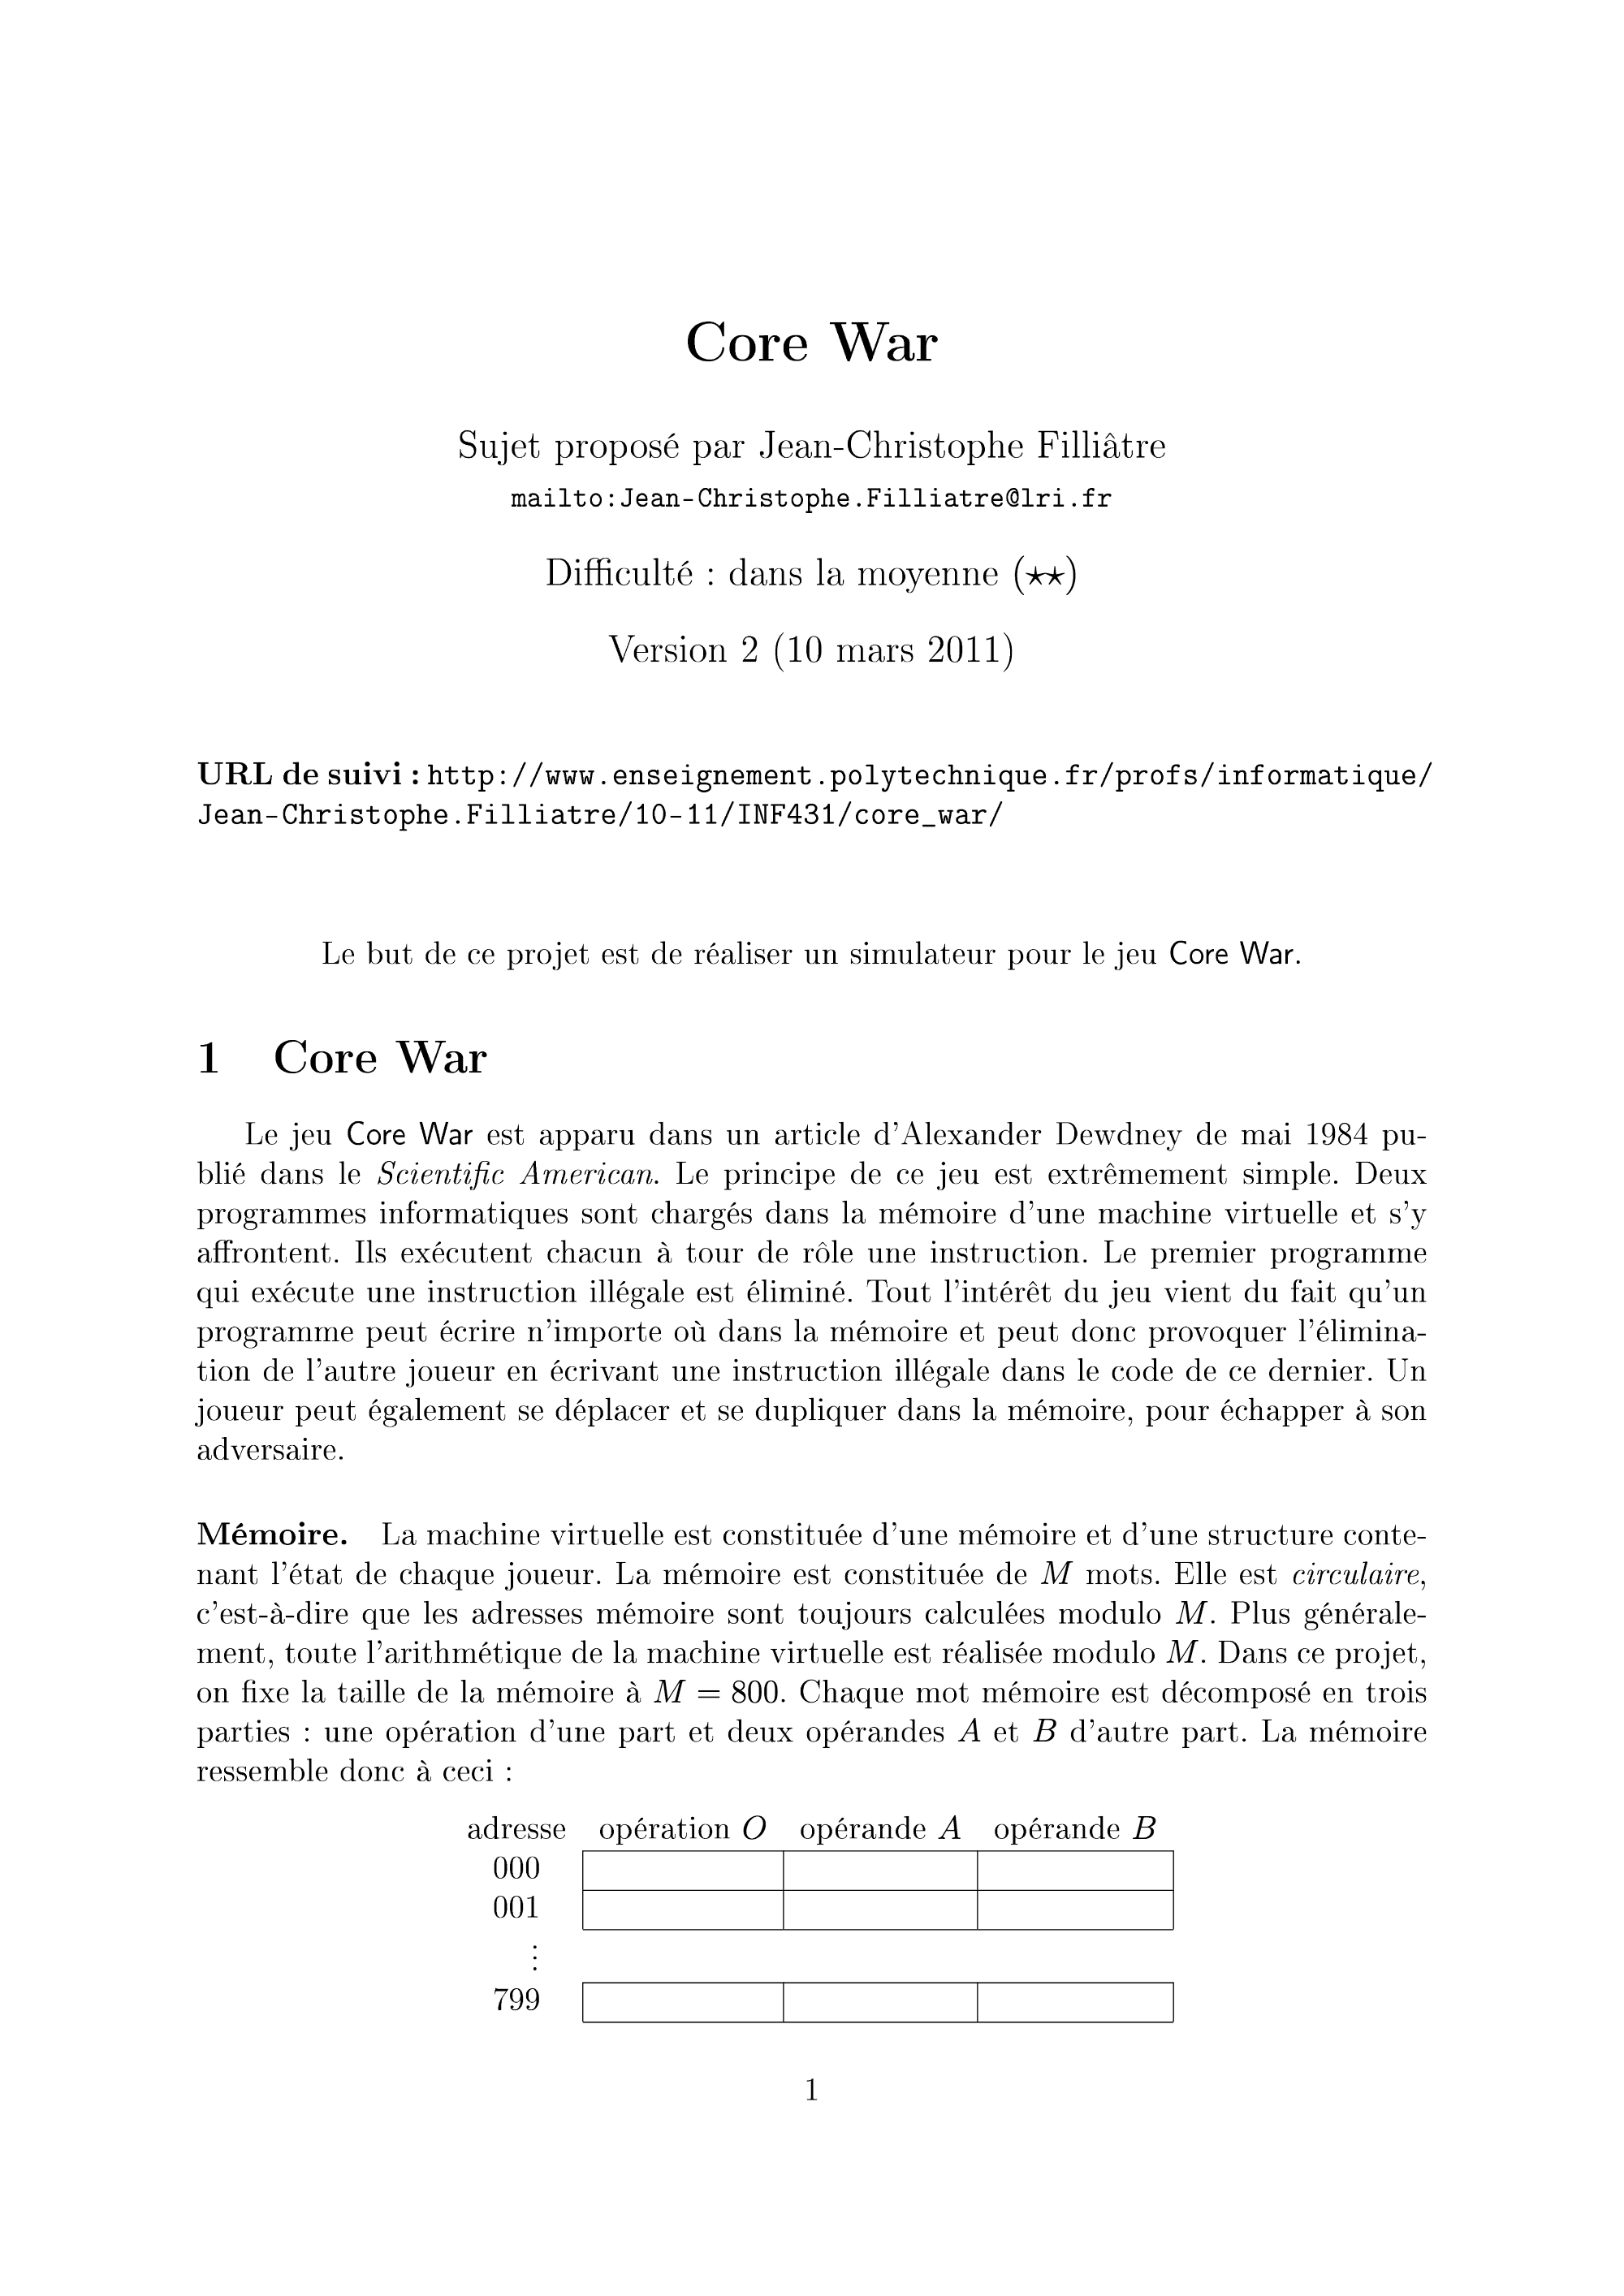 Core War
Sujet proposé par Jean-Christophe Filliâtre
mailto:Jean-Christophe.Filliatre@lri.fr
Difficulté : dans la moyenne (⋆⋆)
Version 2 (10 mars 2011)
URL de suivi : http://www.enseignement.polytechnique.fr/profs/informatique/
Jean-Christophe.Filliatre/10-11/INF431/core_war/
Le but de ce projet est de réaliser un simulateur pour le jeu Core War.
1 Core War
Le jeu Core War est apparu dans un article d'Alexander Dewdney de mai 1984 pu-
blié dans le Scientific American. Le principe de ce jeu est extrêmement simple. Deux
programmes informatiques sont chargés dans la mémoire d'une machine virtuelle et s'y
affrontent. Ils exécutent chacun à tour de rôle une instruction. Le premier programme
qui exécute une instruction illégale est éliminé. Tout l'intérêt du jeu vient du fait qu'un
programme peut écrire n'importe où dans la mémoire et peut donc provoquer l'élimina-
tion de l'autre joueur en écrivant une instruction illégale dans le code de ce dernier. Un
joueur peut également se déplacer et se dupliquer dans la mémoire, pour échapper à son
adversaire.
Mémoire. La machine virtuelle est constituée d'une mémoire et d'une structure conte-
nant l'état de chaque joueur. La mémoire est constituée de M mots. Elle est circulaire,
c'est-à-dire que les adresses mémoire sont toujours calculées modulo M. Plus générale-
ment, toute l'arithmétique de la machine virtuelle est réalisée modulo M. Dans ce projet,
on fixe la taille de la mémoire à M = 800. Chaque mot mémoire est décomposé en trois
parties : une opération d'une part et deux opérandes A et B d'autre part. La mémoire
ressemble donc à ceci :
adresse opération O opérande A opérande B
000
001
⋮
799
1